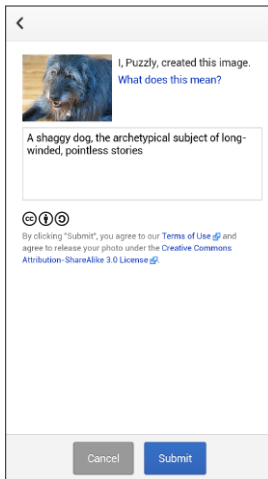 I, Puzzly, created this image.
What does this mean?
A shaggy dog, the archetypical subject of long-
winded, pointless stories
By clicking "Submit", you agree to our Terms of Use and
agree to release your photo under the Creative Commons
Attribution-ShareAlike 3.0 License.
Cancel
Submit